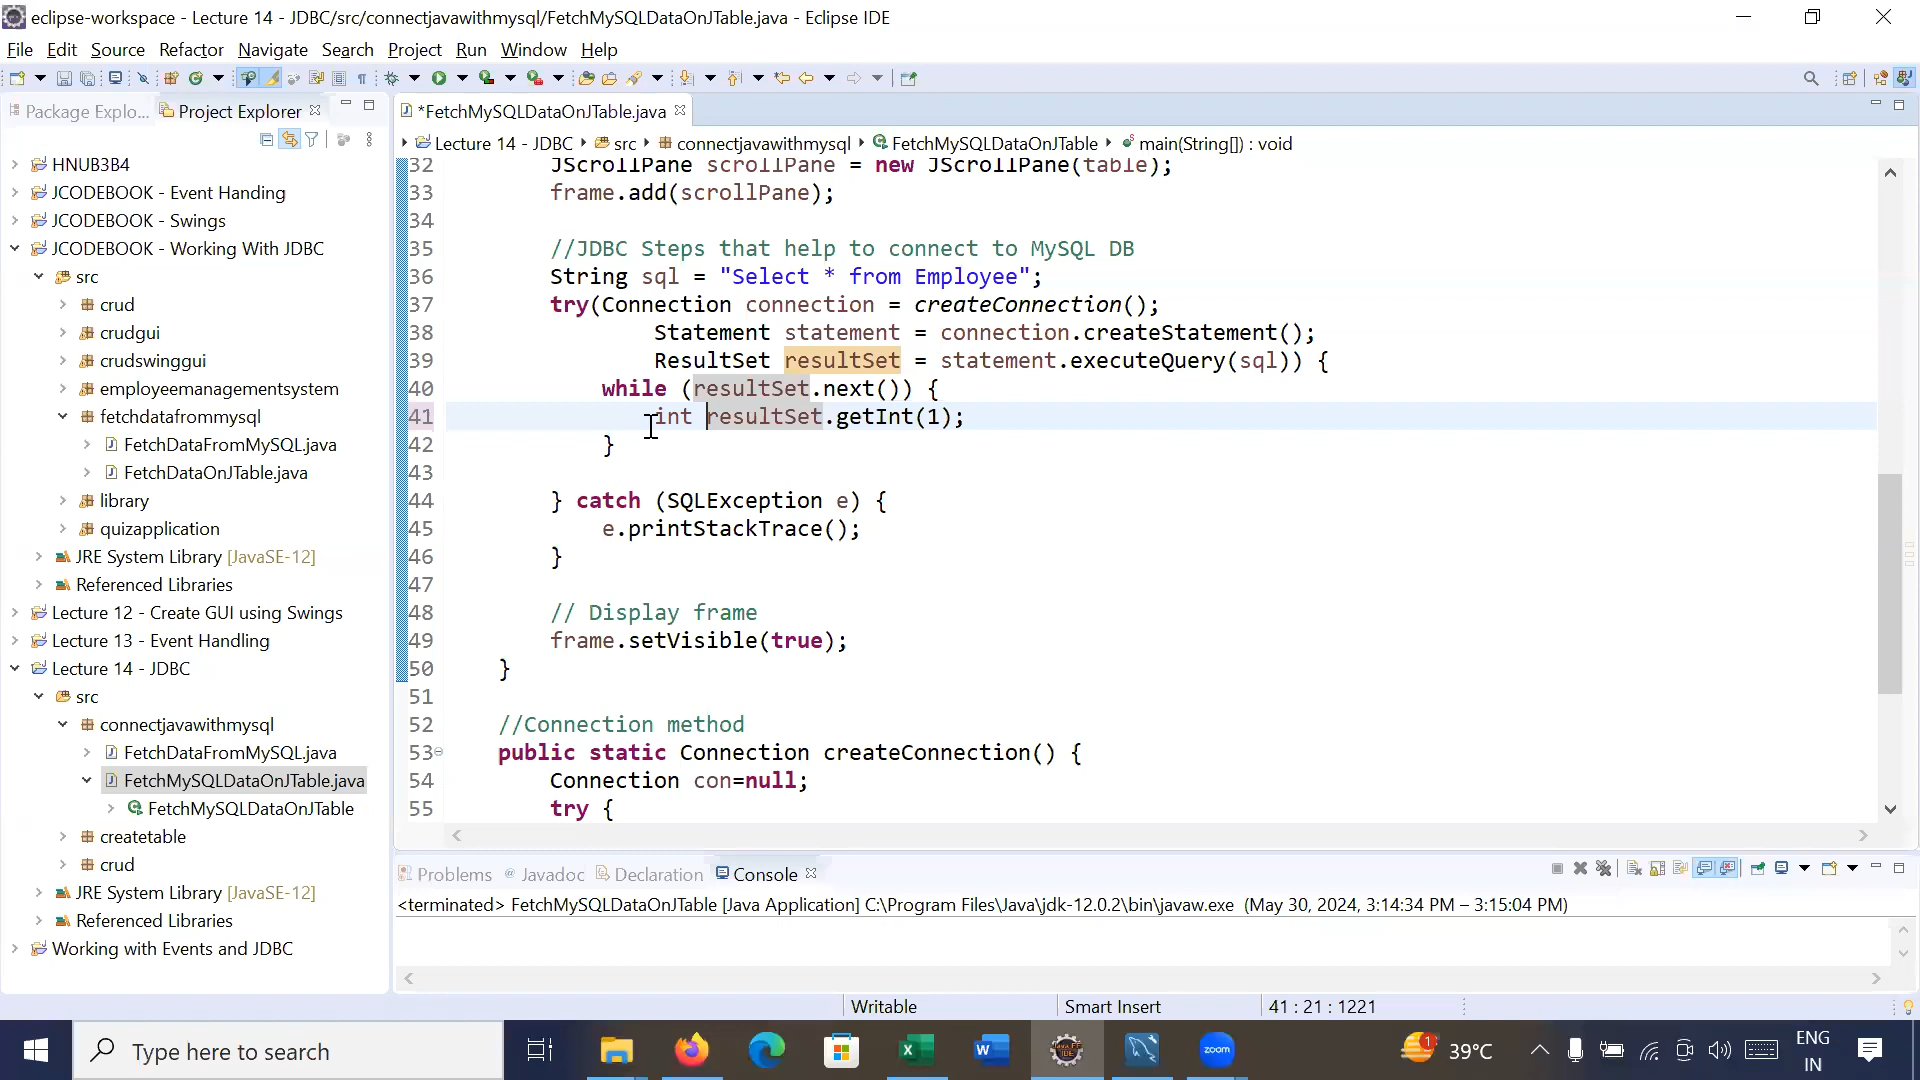 eclipse-workspace - Lecture 14 - JDBC/src/connectjavawithmysql/FetchMySQLDataOnJTable.java - Eclipse IDE
File Edit Source Refactor Navigate Search Project Run Window Help
Package Explo... Project Explorer
*FetchMySQLDataOnJTable.java
Lecture 14 - JDBC src connectjavawithmysql FetchMySQLDataOnJTable main(String[]) : void
HNUB3B4
JCODEBOOK - Event Handing
JCODEBOOK - Swings
JCODEBOOK - Working With JDBC
src
crud
crudgui
crudswinggui
employeemanagementsystem
fetchdatafrommysql
FetchDataFromMySQL.java
FetchDataOnJTable.java
library
quizapplication
JRE System Library [JavaSE-12]
Referenced Libraries
Lecture 12 - Create GUI using Swings
Lecture 13 - Event Handling
Lecture 14 - JDBC
src
connectjavawithmysql
FetchDataFromMySQL.java
FetchMySQLDataOnJTable.java
FetchMySQLDataOnJTable
createtable
crud
JRE System Library [JavaSE-12]
Referenced Libraries
Working with Events and JDBC
32 JScrollPane scrollPane = new JScrollPane(table);
33 frame.add(scrollPane);
34
35 //JDBC Steps that help to connect to MySQL DB
36 String sql = "Select * from Employee";
37 try(Connection connection = createConnection();
38 Statement statement = connection.createStatement();
39 ResultSet resultSet = statement.executeQuery(sql)) {
40 while (resultSet.next()) {
41 int resultSet.getInt(1);
42 }
43
44 } catch (SQLException e) {
45 e.printStackTrace();
46 }
47
48 // Display frame
49 frame.setVisible(true);
50 }
51
52 //Connection method
53 public static Connection createConnection() {
54 Connection con=null;
55 try {
Problems Javadoc Declaration Console
<terminated> FetchMySQLDataOnJTable [Java Application] C:\Program Files\Java\jdk-12.0.2\bin\javaw.exe (May 30, 2024, 3:14:34 PM – 3:15:04 PM)
Writable Smart Insert 41 : 21 : 1221
Type here to search
zoom
1 39°C
ENG
IN